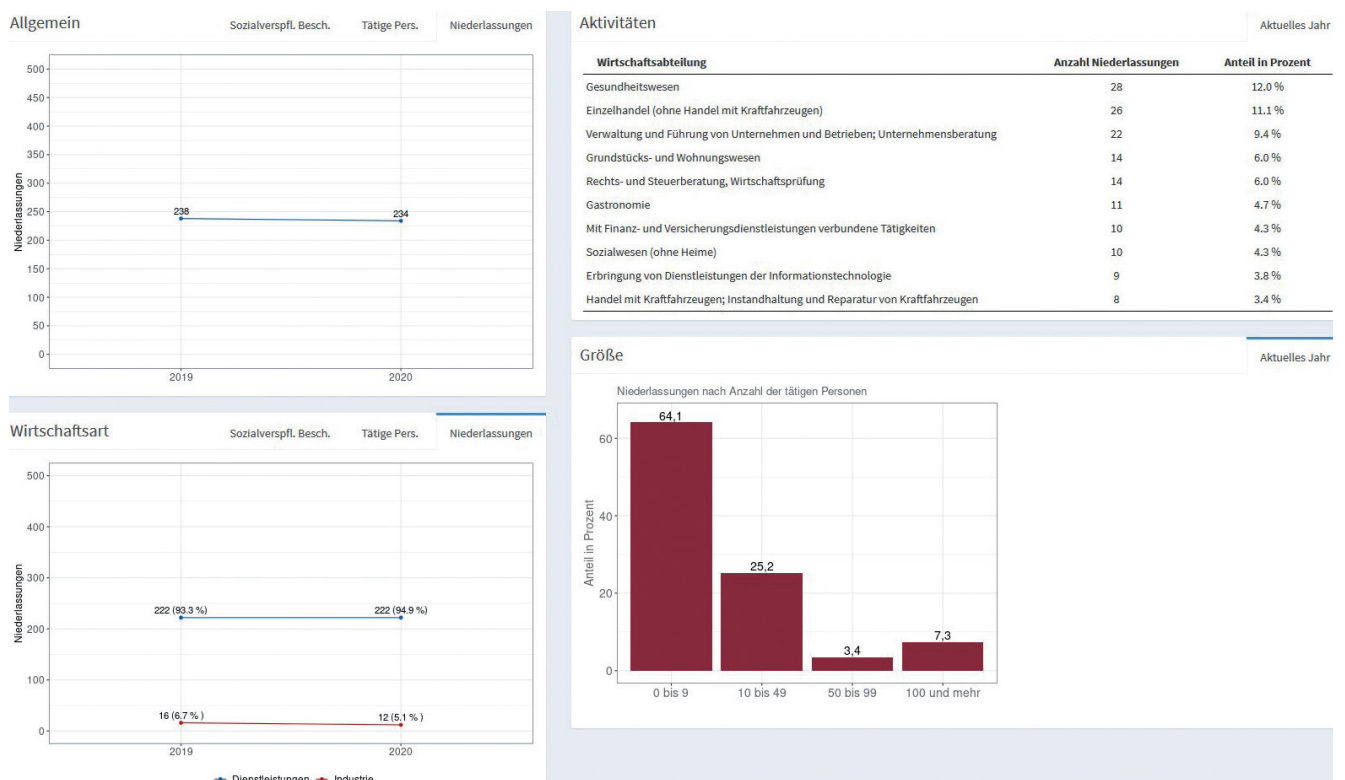 Allgemein
Sozialverspfl. Besch. Tätige Pers. Niederlassungen
500
450
400
350
300
250
200
150
100
50
0
Niederlassungen
238
234
2019 2020
Wirtschaftsart
Sozialverspfl. Besch. Tätige Pers. Niederlassungen
500
400
300
200
100
0
Niederlassungen
222 (93.3 %)
222 (94.9 %)
16 (6.7 % )
12 (5.1 % )
2019 2020
Dienstleistungen Industrie
Aktivitäten
Aktuelles Jahr
Wirtschaftsabteilung Anzahl Niederlassungen Anteil in Prozent
Gesundheitswesen 28 12.0 %
Einzelhandel (ohne Handel mit Kraftfahrzeugen) 26 11.1 %
Verwaltung und Führung von Unternehmen und Betrieben; Unternehmensberatung 22 9.4 %
Grundstücks- und Wohnungswesen 14 6.0 %
Rechts- und Steuerberatung, Wirtschaftsprüfung 14 6.0 %
Gastronomie 11 4.7 %
Mit Finanz- und Versicherungsdienstleistungen verbundene Tätigkeiten 10 4.3 %
Sozialwesen (ohne Heime) 10 4.3 %
Erbringung von Dienstleistungen der Informationstechnologie 9 3.8 %
Handel mit Kraftfahrzeugen; Instandhaltung und Reparatur von Kraftfahrzeugen 8 3.4 %
Größe
Aktuelles Jahr
Niederlassungen nach Anzahl der tätigen Personen
60
40
20
0
Anteil in Prozent
64,1
25,2
3,4
7,3
0 bis 9 10 bis 49 50 bis 99 100 und mehr